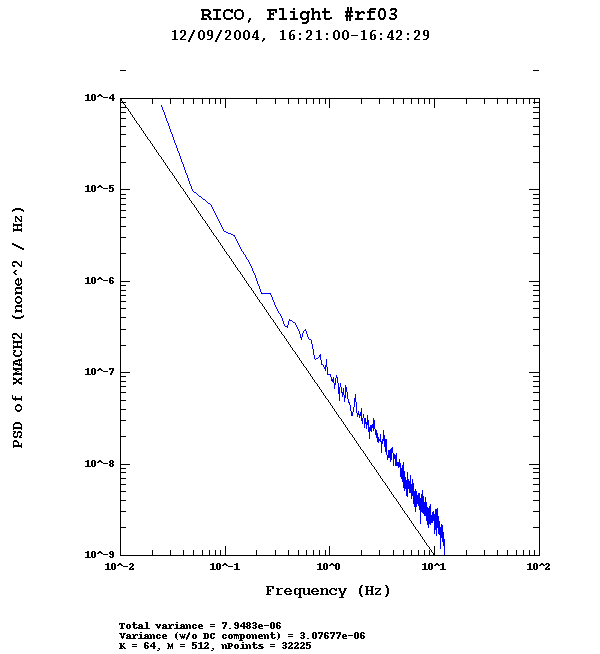 RICO, Flight #rf03
12/09/2004, 16:21:00-16:42:29
PSD of XMACH2 (none^2 / Hz)
10^-4
10^-5
10^-6
10^-7
10^-8
10^-9
10^-2 10^-1 10^0 10^1 10^2
Frequency (Hz)
Total variance = 7.9483e-06
Variance (w/o DC component) = 3.07677e-06
K = 64, M = 512, nPoints = 32225